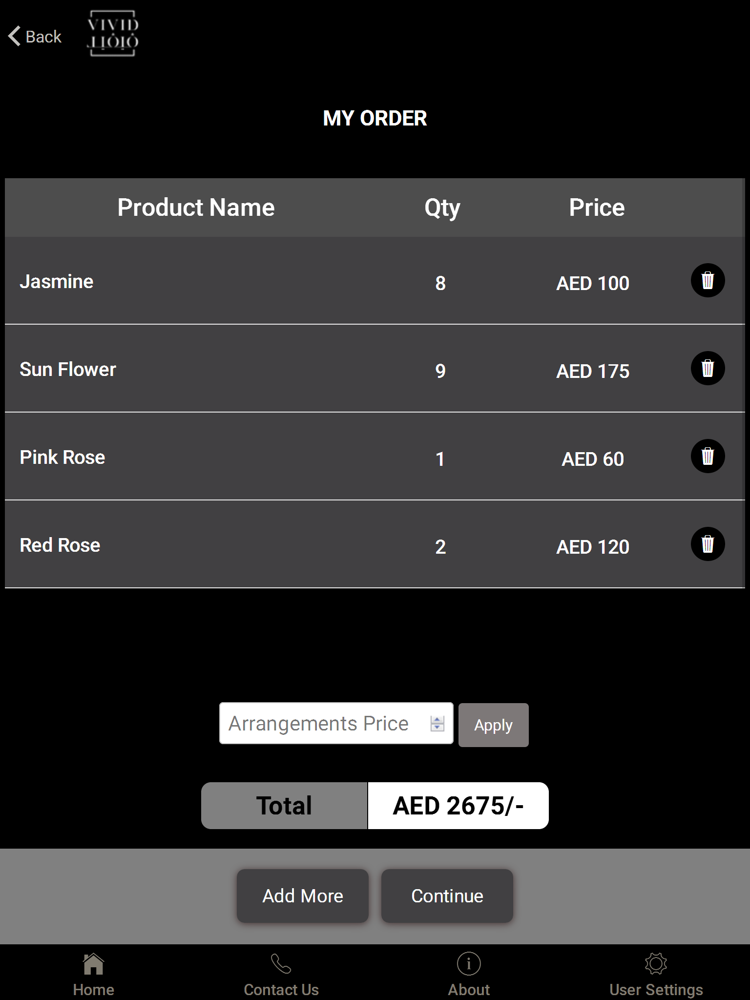 Back
VIVID
MY ORDER
Product Name Qty Price
Jasmine 8 AED 100
Sun Flower 9 AED 175
Pink Rose 1 AED 60
Red Rose 2 AED 120
Arrangements Price Apply
Total AED 2675/-
Add More Continue
Home Contact Us About User Settings